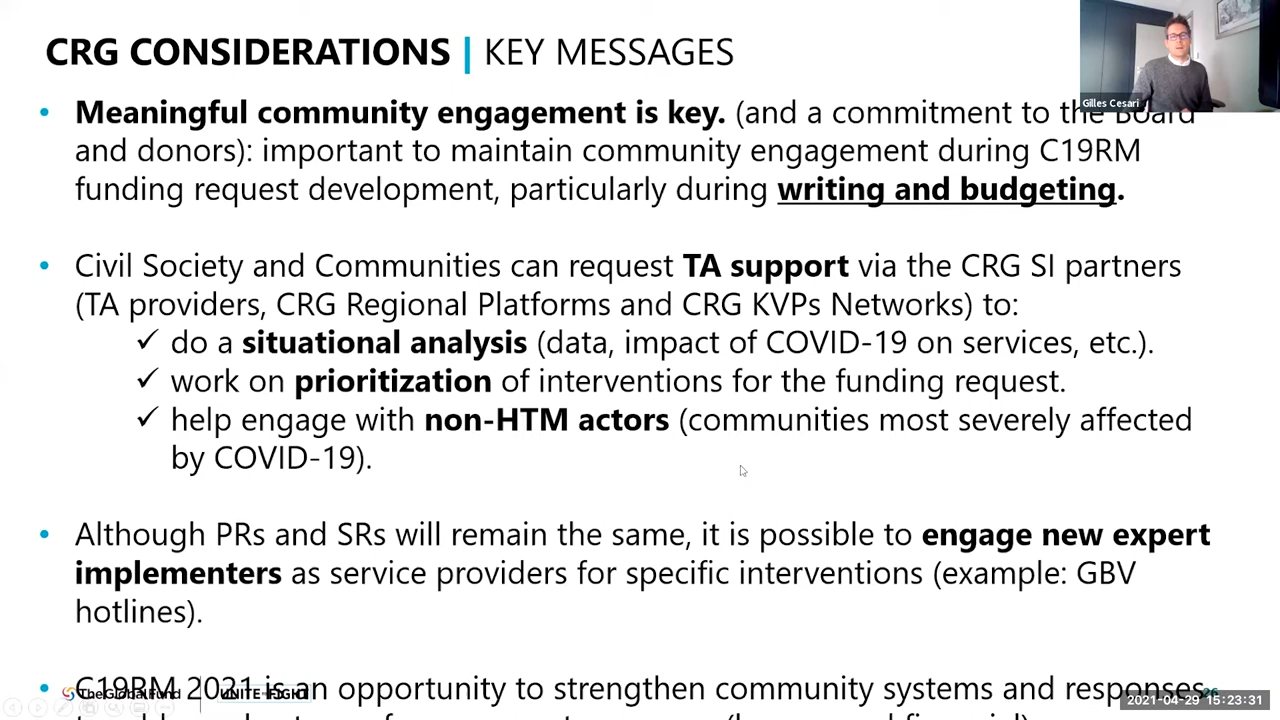 CRG CONSIDERATIONS | KEY MESSAGES
Gilles Cesari
• Meaningful community engagement is key. (and a commitment to the Board
and donors): important to maintain community engagement during C19RM
funding request development, particularly during writing and budgeting.
• Civil Society and Communities can request TA support via the CRG SI partners
(TA providers, CRG Regional Platforms and CRG KVPs Networks) to:
✓ do a situational analysis (data, impact of COVID-19 on services, etc.).
✓ work on prioritization of interventions for the funding request.
✓ help engage with non-HTM actors (communities most severely affected
by COVID-19).
• Although PRs and SRs will remain the same, it is possible to engage new expert
implementers as service providers for specific interventions (example: GBV
hotlines).
• C19RM 2021 is an opportunity to strengthen community systems and responses
TheGlobalFund
UNITE TO FIGHT
26
2021-04-29 15:23:31